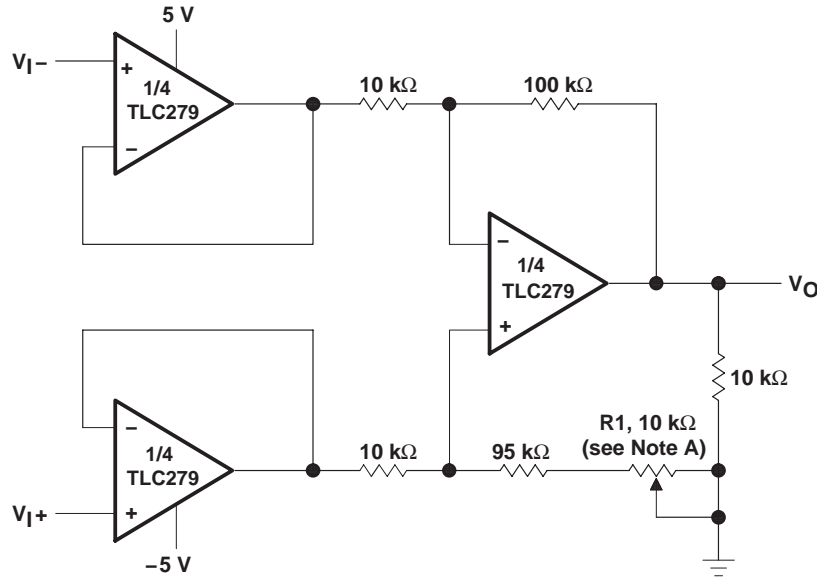 5 V
VI−
+
1/4
TLC279
−
10 kΩ
100 kΩ
−
1/4
TLC279
+
VO
10 kΩ
R1, 10 kΩ
(see Note A)
−
1/4
TLC279
+
10 kΩ
95 kΩ
VI+
−5 V